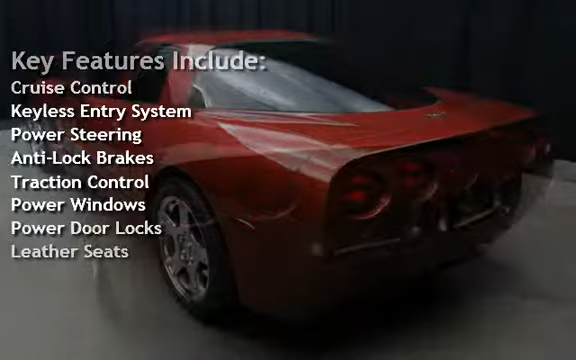 Key Features Include:
Cruise Control
Keyless Entry System
Power Steering
Anti-Lock Brakes
Traction Control
Power Windows
Power Door Locks
Leather Seats